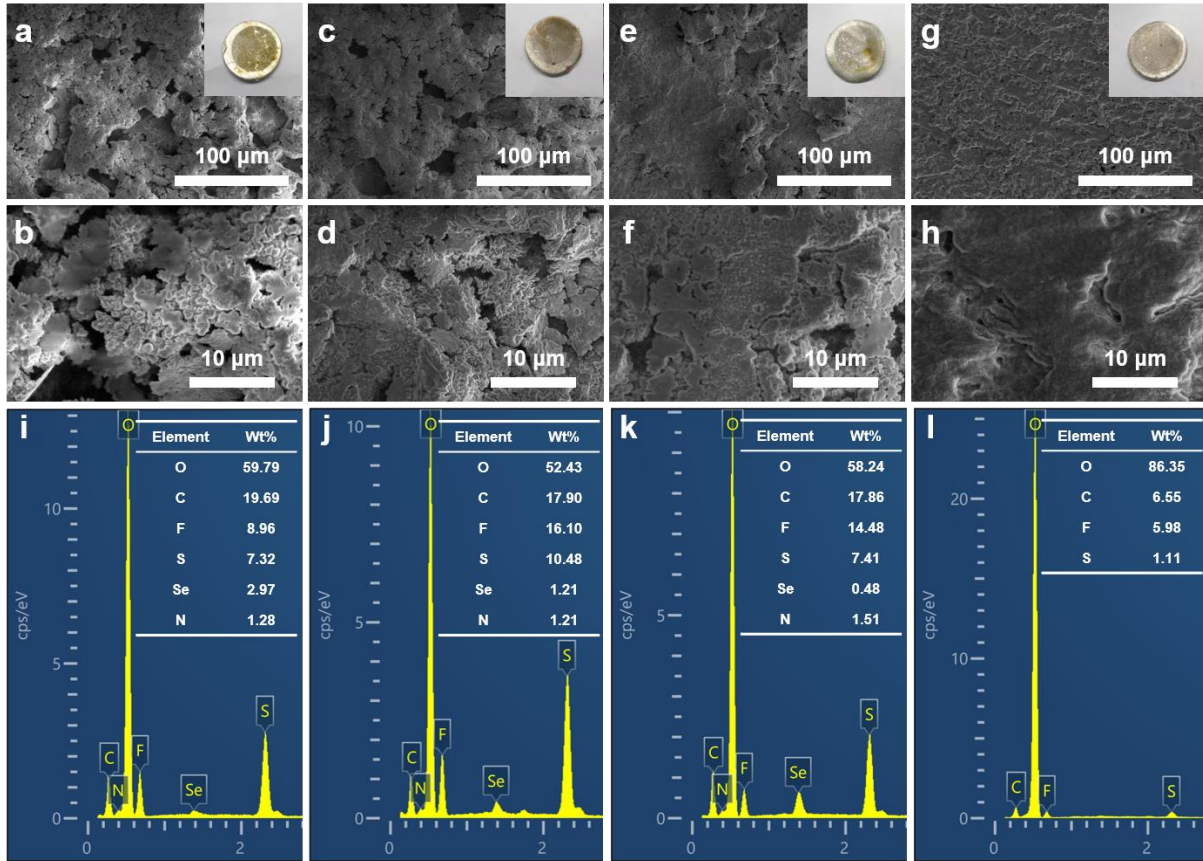 a
c
e
g
100 µm
100 µm
100 µm
100 µm
b
d
f
h
10 µm
10 µm
10 µm
10 µm
i
O
Element Wt%
O 59.79
C 19.69
F 8.96
S 7.32
Se 2.97
N 1.28
10
5
0
cps/eV
C
N
F
Se
S
0
2
j
O
Element Wt%
O 52.43
C 17.90
F 16.10
S 10.48
Se 1.21
N 1.21
10
5
0
cps/eV
C
N
F
Se
S
0
2
k
O
Element Wt%
O 58.24
C 17.86
F 14.48
S 7.41
Se 0.48
N 1.51
5
0
cps/eV
C
N
F
Se
S
0
2
l
O
Element Wt%
O 86.35
C 6.55
F 5.98
S 1.11
20
10
0
cps/eV
C
F
S
0
2